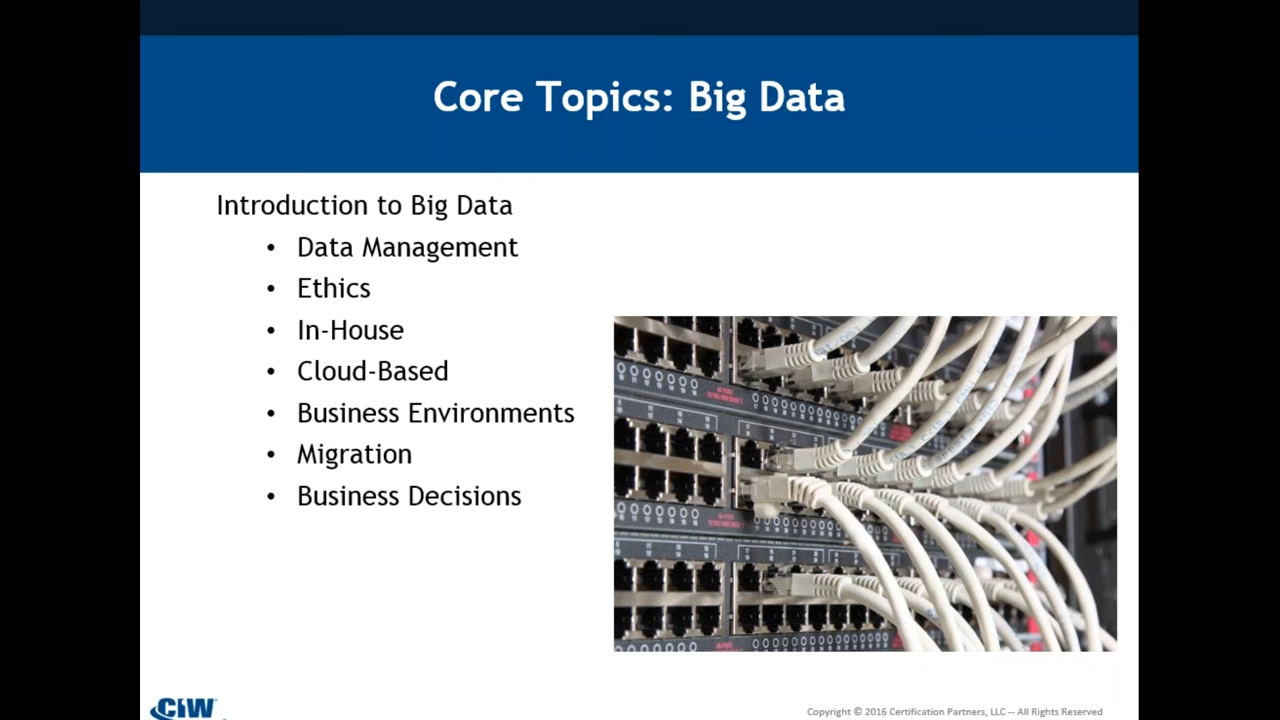 Core Topics: Big Data
Introduction to Big Data
• Data Management
• Ethics
• In-House
• Cloud-Based
• Business Environments
• Migration
• Business Decisions
CIW
Copyright © 2016 Certification Partners, LLC -- All Rights Reserved